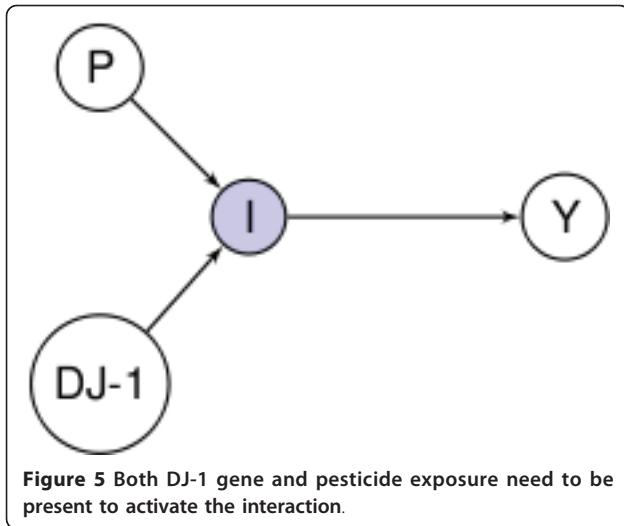 P
I
Y
DJ-1
Figure 5 Both DJ-1 gene and pesticide exposure need to be
present to activate the interaction.